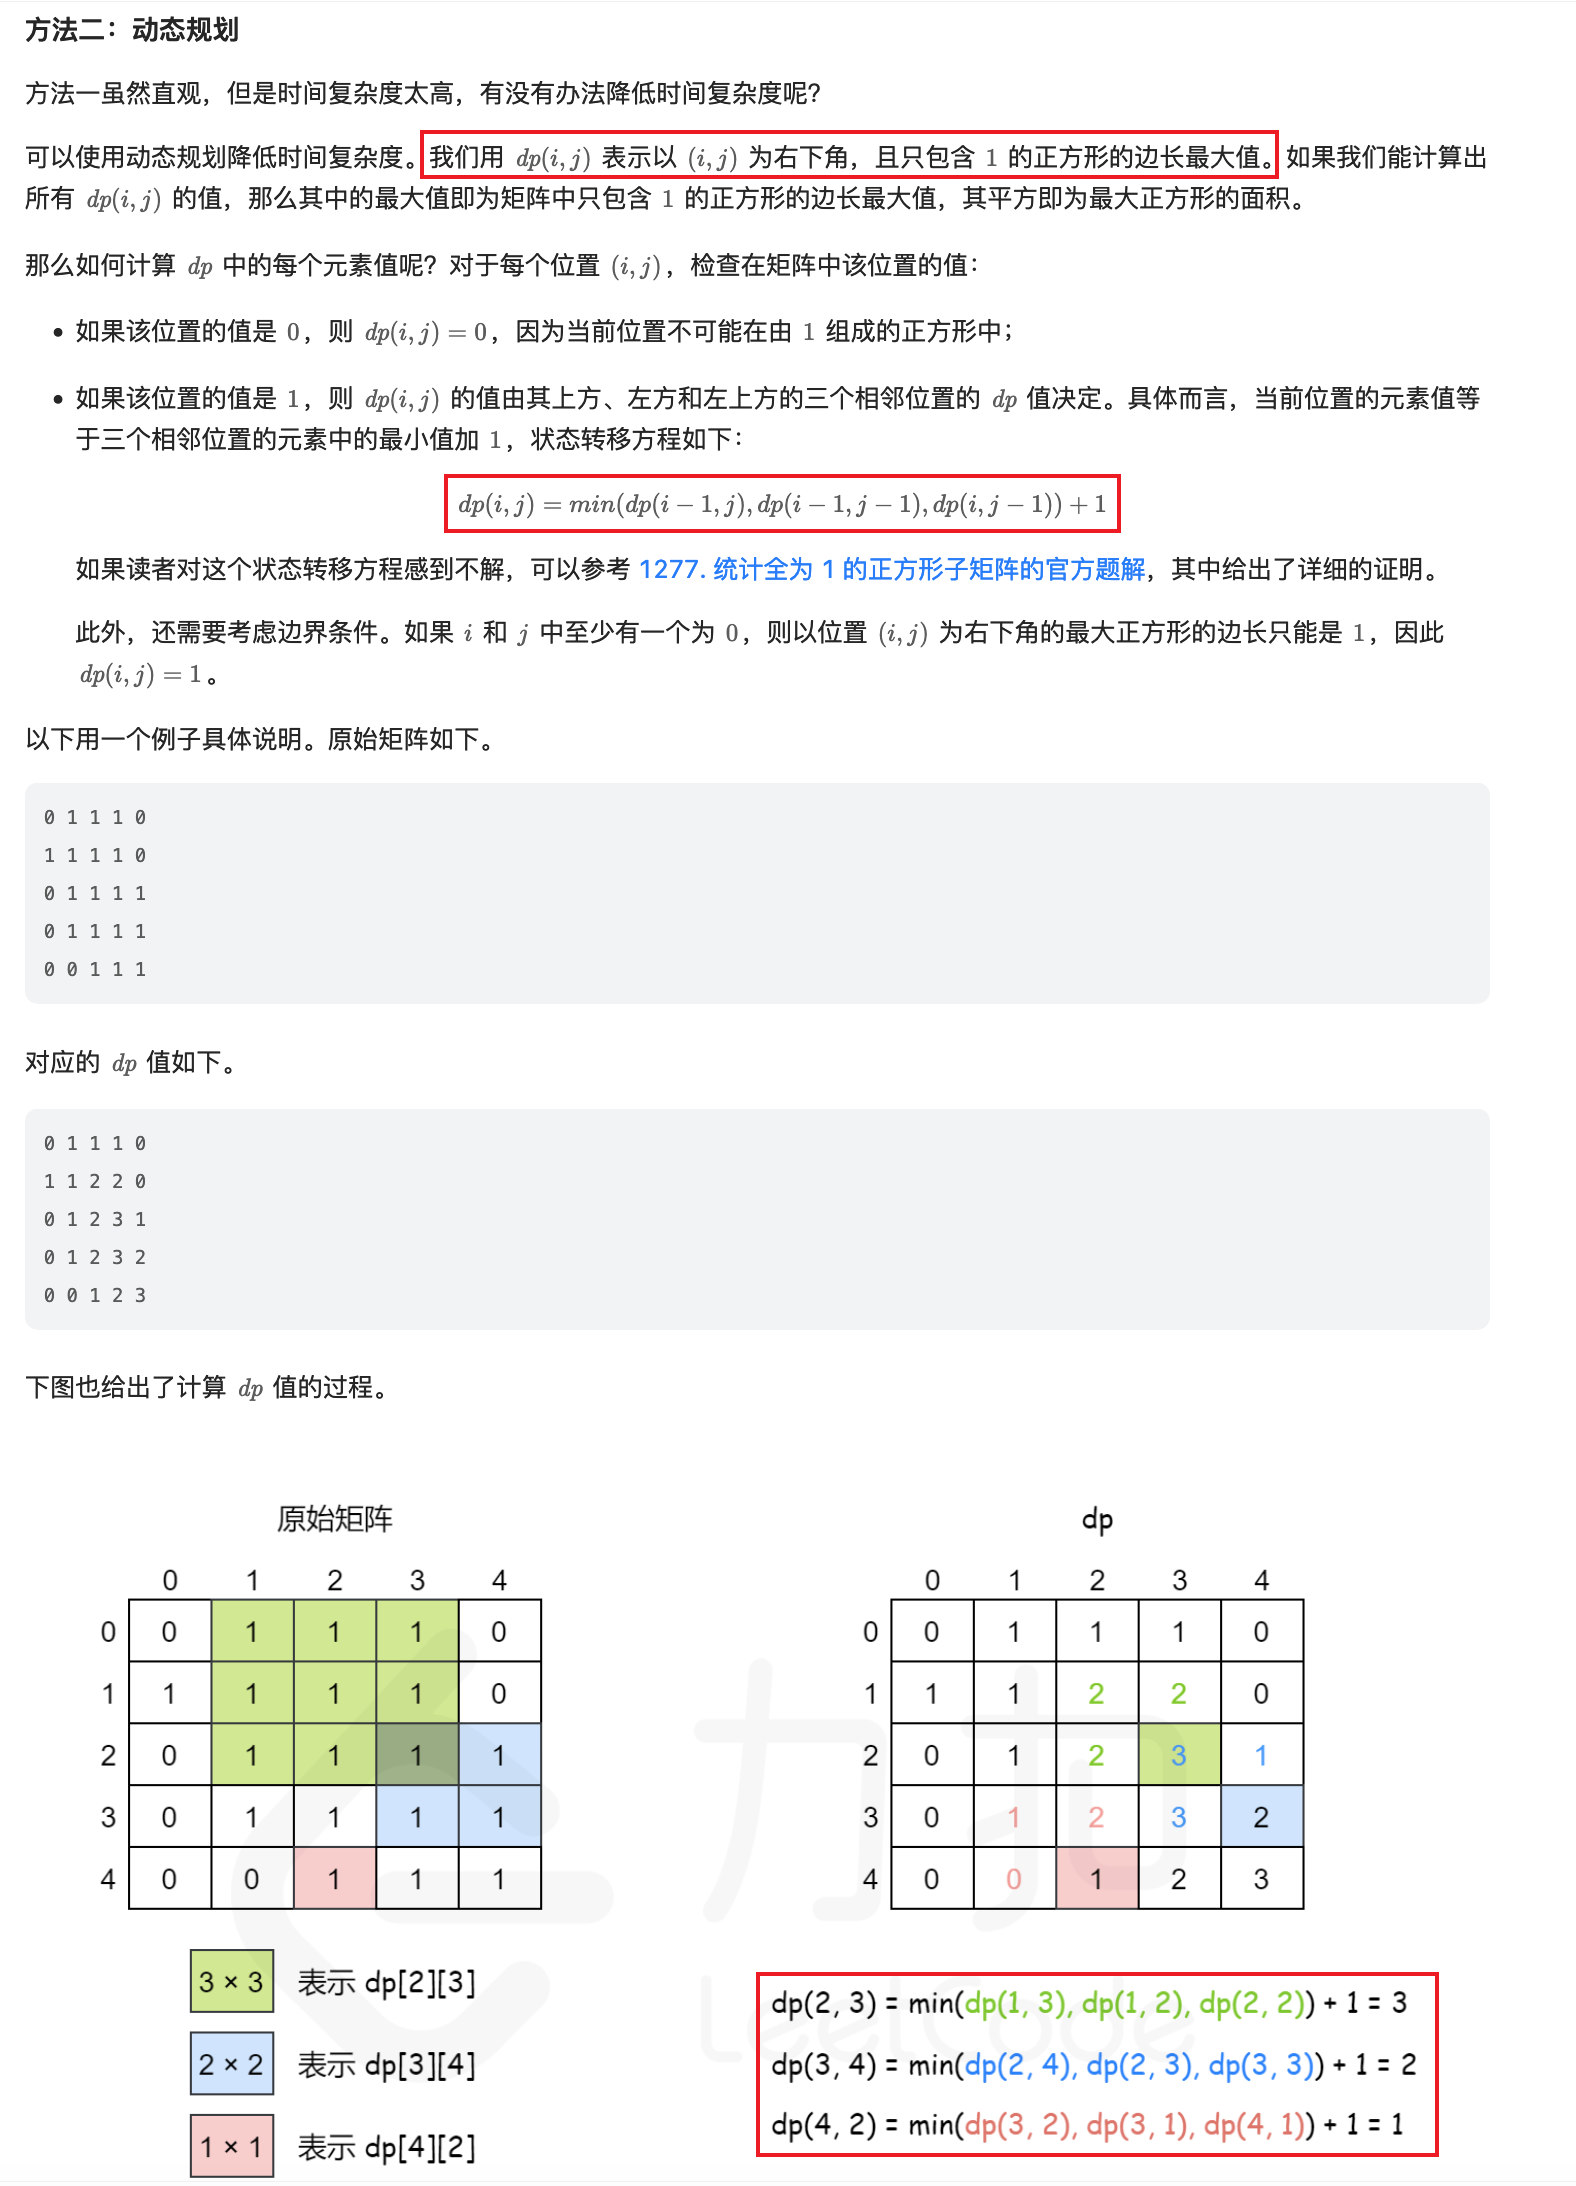 方法二：动态规划
方法一虽然直观，但是时间复杂度太高，有没有办法降低时间复杂度呢？
可以使用动态规划降低时间复杂度。我们用 dp(i, j) 表示以 (i, j) 为右下角，且只包含 1 的正方形的边长最大值。如果我们能计算出
所有 dp(i, j) 的值，那么其中的最大值即为矩阵中只包含 1 的正方形的边长最大值，其平方即为最大正方形的面积。
那么如何计算 dp 中的每个元素值呢？对于每个位置 (i, j)，检查在矩阵中该位置的值：
• 如果该位置的值是 0，则 dp(i, j) = 0，因为当前位置不可能在由 1 组成的正方形中；
• 如果该位置的值是 1，则 dp(i, j) 的值由其上方、左方和左上方的三个相邻位置的 dp 值决定。具体而言，当前位置的元素值等
于三个相邻位置的元素中的最小值加 1，状态转移方程如下：
dp(i, j) = min(dp(i − 1, j), dp(i − 1, j − 1), dp(i, j − 1)) + 1
如果读者对这个状态转移方程感到不解，可以参考 1277. 统计全为 1 的正方形子矩阵的官方题解，其中给出了详细的证明。
此外，还需要考虑边界条件。如果 i 和 j 中至少有一个为 0，则以位置 (i, j) 为右下角的最大正方形的边长只能是 1，因此
dp(i, j) = 1。
以下用一个例子具体说明。原始矩阵如下。
0 1 1 1 0
1 1 1 1 0
0 1 1 1 1
0 1 1 1 1
0 0 1 1 1
对应的 dp 值如下。
0 1 1 1 0
1 1 2 2 0
0 1 2 3 1
0 1 2 3 2
0 0 1 2 3
下图也给出了计算 dp 值的过程。
原始矩阵
0 1 2 3 4
0 0 1 1 1 0
1 1 1 1 1 0
2 0 1 1 1 1
3 0 1 1 1 1
4 0 0 1 1 1
3 × 3 表示 dp[2][3]
2 × 2 表示 dp[3][4]
1 × 1 表示 dp[4][2]
dp
0 1 2 3 4
0 0 1 1 1 0
1 1 1 2 2 0
2 0 1 2 3 1
3 0 1 2 3 2
4 0 0 1 2 3
dp(2, 3) = min(dp(1, 3), dp(1, 2), dp(2, 2)) + 1 = 3
dp(3, 4) = min(dp(2, 4), dp(2, 3), dp(3, 3)) + 1 = 2
dp(4, 2) = min(dp(3, 2), dp(3, 1), dp(4, 1)) + 1 = 1
力扣
LeetCode